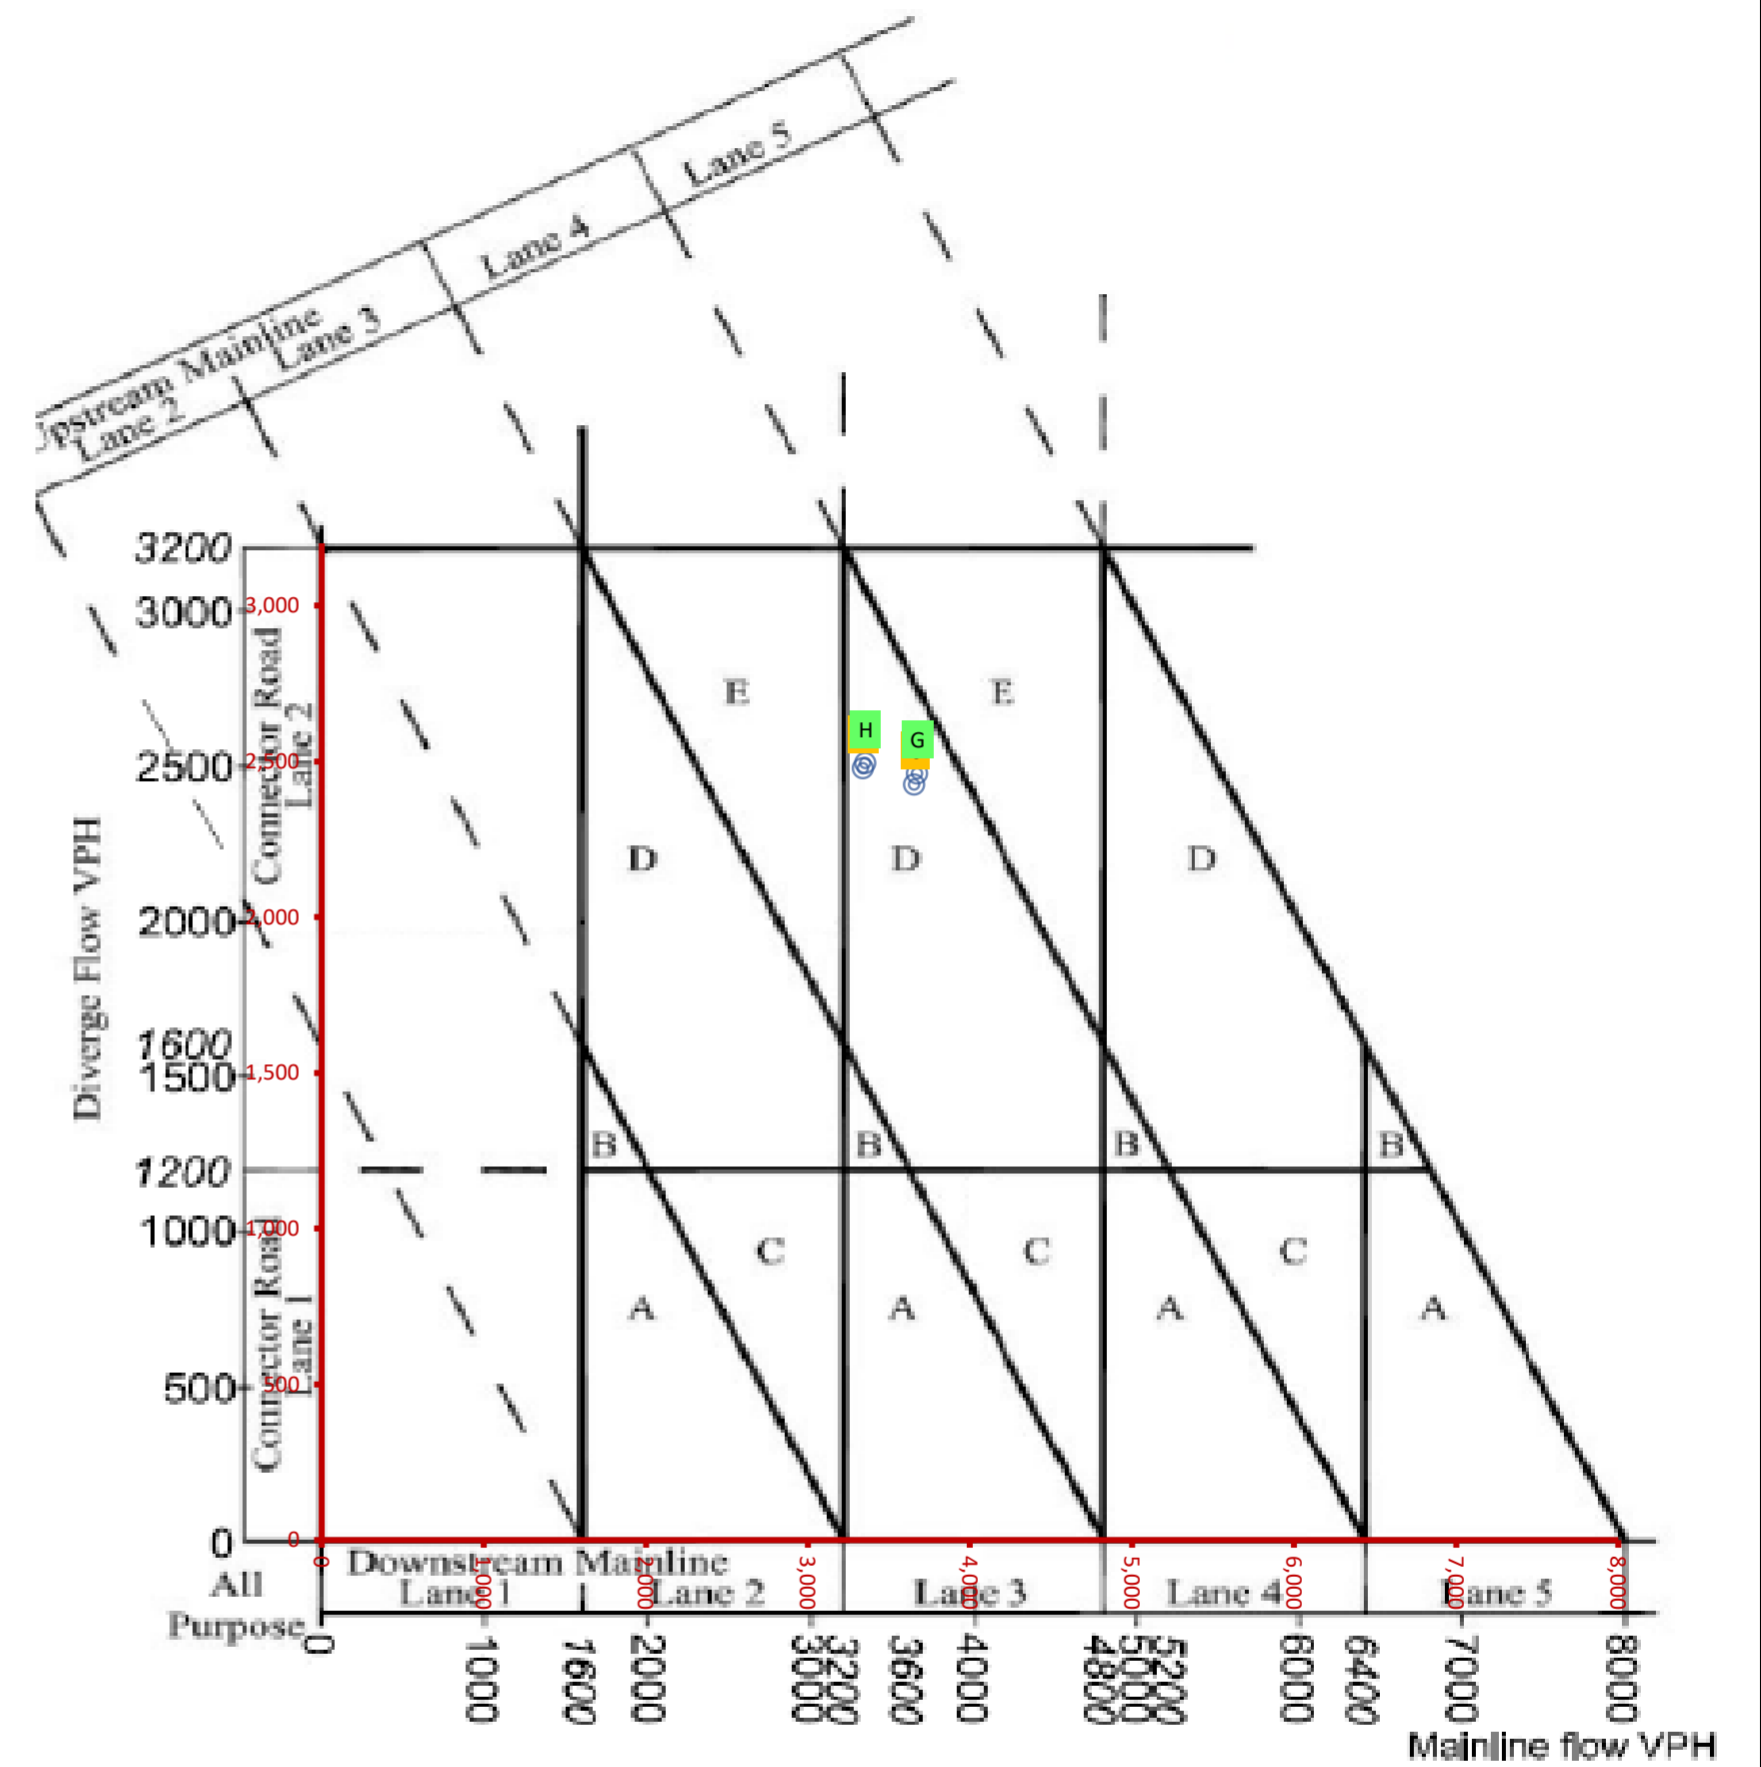 Lane 5
Lane 4
Upstream Mainline
Lane 3
Lane 2
3200
3000
3,000
2500
2,500
2000
2,000
1600
1500
1,500
1200
1000
1,000
500
500
0
0
Diverge Flow VPH
Connector Road
Lane 2
Connector Road
Lane 1
E
E
H
G
D
D
D
B
B
B
B
C
C
C
A
A
A
A
0
1,000
2,000
3,000
4,000
5,000
6,000
7,000
8,000
Downstream Mainline
All
Purpose
Lane 1
Lane 2
Lane 3
Lane 4
Lane 5
0
1000
1600
2000
3000
3200
3600
4000
4800
5000
5200
6000
6400
7000
8000
Mainline flow VPH